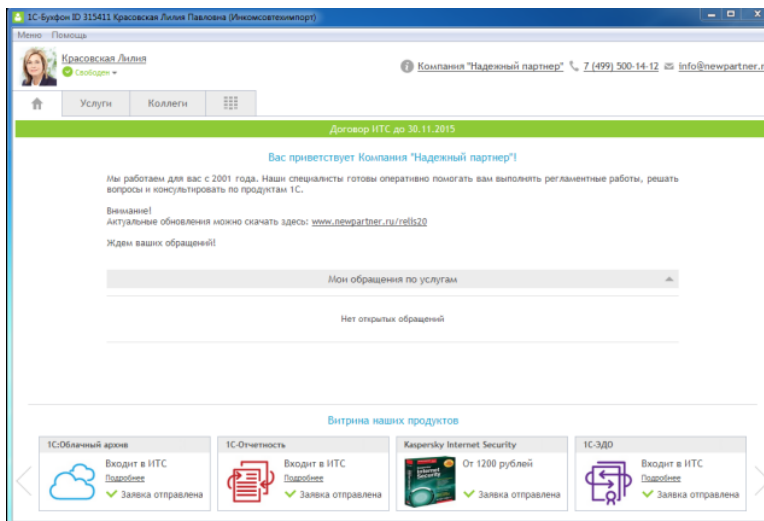 1С-Бухфон ID 315411 Красовская Лилия Павловна (Инкомсовтехимпорт)
Меню Помощь
Красовская Лилия
Свободен
Компания "Надежный партнер" 7 (499) 500-14-12 info@newpartner.r
Услуги Коллеги
Договор ИТС до 30.11.2015
Вас приветствует Компания "Надежный партнер"!
Мы работаем для вас с 2001 года. Наши специалисты готовы оперативно помогать вам выполнять регламентные работы, решать
вопросы и консультировать по продуктам 1С.
Внимание!
Актуальные обновления можно скачать здесь: www.newpartner.ru/relis20
Ждем ваших обращений!
Мои обращения по услугам
Нет открытых обращений
Витрина наших продуктов
1С:Облачный архив 1С-Отчетность Kaspersky Internet Security 1С-ЭДО
Входит в ИТС Входит в ИТС От 1200 рублей Входит в ИТС
Подробнее Подробнее Подробнее
Заявка отправлена Заявка отправлена Заявка отправлена Заявка отправлена
Internet
Security